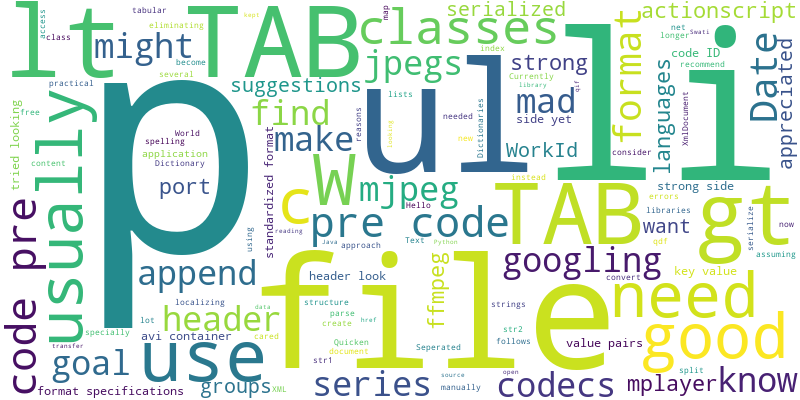 access
class
tabular
map
kept
eliminating
become
several
practical
free
tried looking
content
lt
might
TAB
classes
serialized
actionscript
net
longer
Swati
code ID
recommend
jpegs
strong
suggestions
index
Currently
library
qif
format
languages
Date
appreciated
find
lists
mad
side yet
needed
Dictionaries
World
spelling
application
Dictionary
make
reasons
new
WorkId
XmlDocument
consider
usually
p
port
W
c
mjpeg
ul
li
instead
strong side
errors
standardized format
Hello
pre code
TAB
want
libraries
gt
serialize
now
reading
using
Java
approach
Text
Python
googling
qdf
assuming
code pre
append
file
ffmpeg
header look
convert
key value
need
localizing
data
structure
parse
create
href
strings
lot
header
Quicken
document
str2
follows
specially
cared
avi container
transfer
use
Seperated
value pairs
split
good
goal
str1
format specifications
groups
XML
series
source
manually
codecs
open
mplayer
know